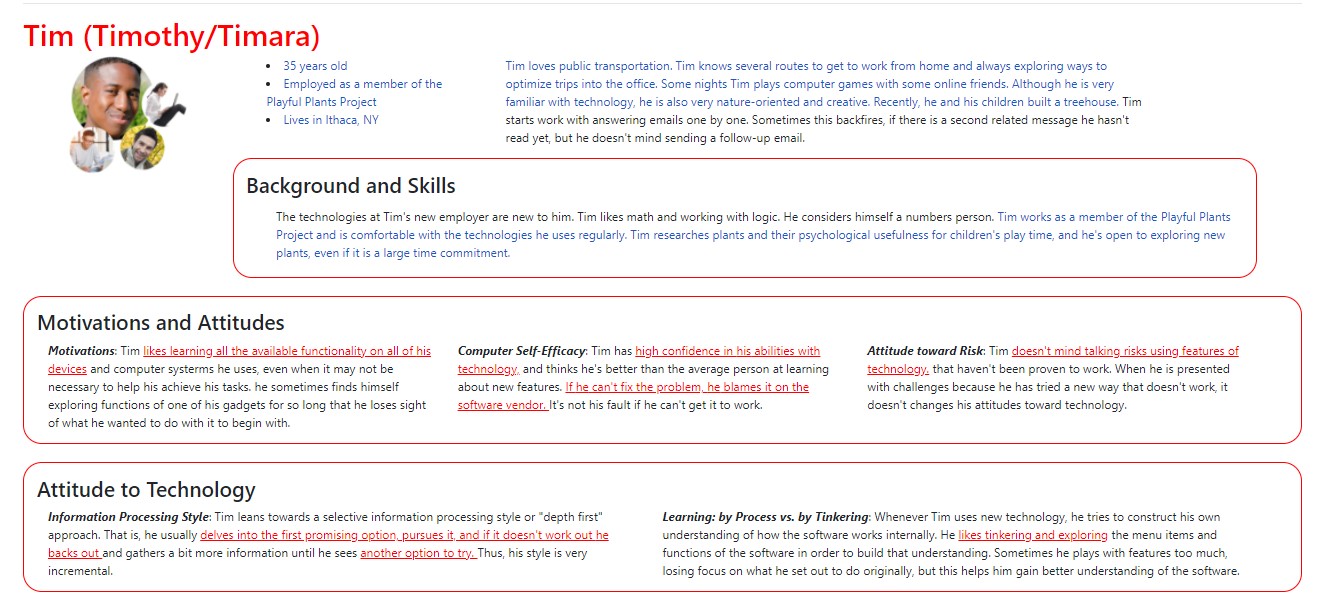 Tim (Timothy/Timara)
35 years old
Employed as a member of the
Playful Plants Project
Lives in Ithaca, NY
Tim loves public transportation. Tim knows several routes to get to work from home and always exploring ways to
optimize trips into the office. Some nights Tim plays computer games with some online friends. Although he is very
familiar with technology, he is also very nature-oriented and creative. Recently, he and his children built a treehouse. Tim
starts work with answering emails one by one. Sometimes this backfires, if there is a second related message he hasn't
read yet, but he doesn't mind sending a follow-up email.
Background and Skills
The technologies at Tim's new employer are new to him. Tim likes math and working with logic. He considers himself a numbers person. Tim works as a member of the Playful Plants
Project and is comfortable with the technologies he uses regularly. Tim researches plants and their psychological usefulness for children's play time, and he's open to exploring new
plants, even if it is a large time commitment.
Motivations and Attitudes
Motivations: Tim likes learning all the available functionality on all of his
devices and computer systerms he uses, even when it may not be
necessary to help his achieve his tasks. he sometimes finds himself
exploring functions of one of his gadgets for so long that he loses sight
of what he wanted to do with it to begin with.
Computer Self-Efficacy: Tim has high confidence in his abilities with
technology, and thinks he's better than the average person at learning
about new features. If he can't fix the problem, he blames it on the
software vendor. It's not his fault if he can't get it to work.
Attitude toward Risk: Tim doesn't mind talking risks using features of
technology, that haven't been proven to work. When he is presented
with challenges because he has tried a new way that doesn't work, it
doesn't changes his attitudes toward technology.
Attitude to Technology
Information Processing Style: Tim leans towards a selective information processing style or "depth first"
approach. That is, he usually delves into the first promising option, pursues it, and if it doesn't work out he
backs out and gathers a bit more information until he sees another option to try. Thus, his style is very
incremental.
Learning: by Process vs. by Tinkering: Whenever Tim uses new technology, he tries to construct his own
understanding of how the software works internally. He likes tinkering and exploring the menu items and
functions of the software in order to build that understanding. Sometimes he plays with features too much,
losing focus on what he set out to do originally, but this helps him gain better understanding of the software.